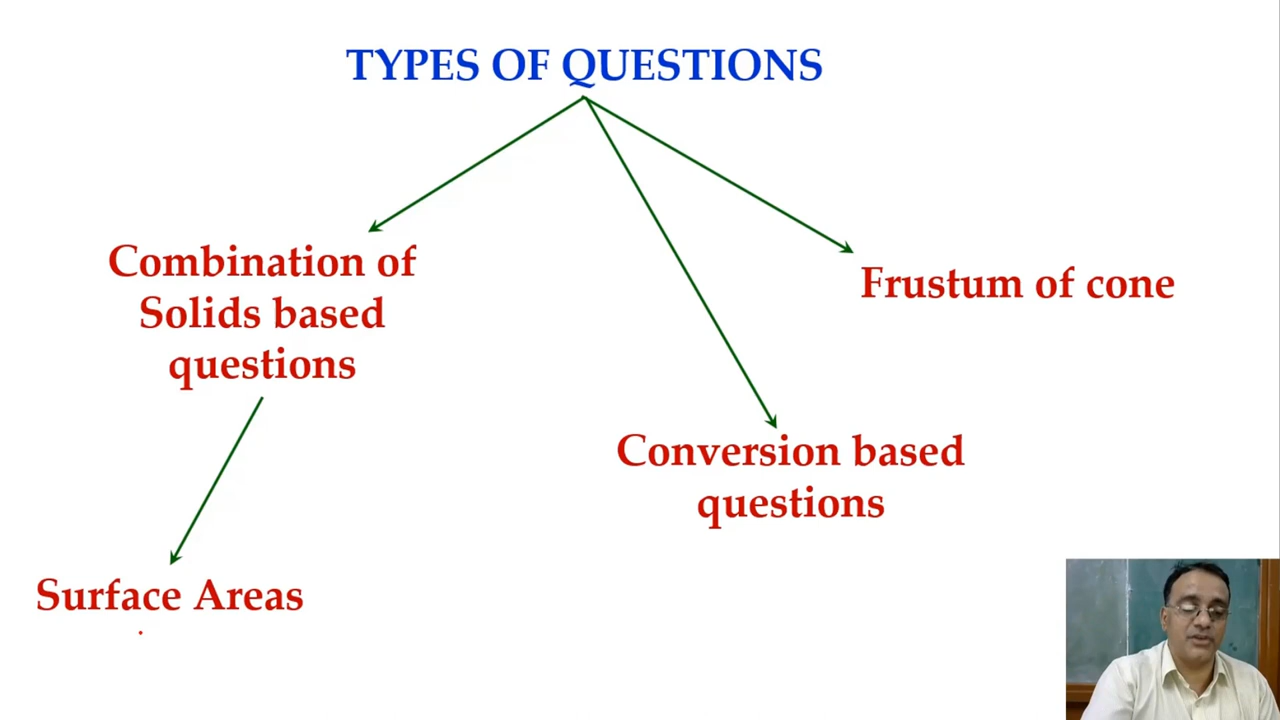 TYPES OF QUESTIONS
Combination of
Solids based
questions
Frustum of cone
Conversion based
questions
Surface Areas